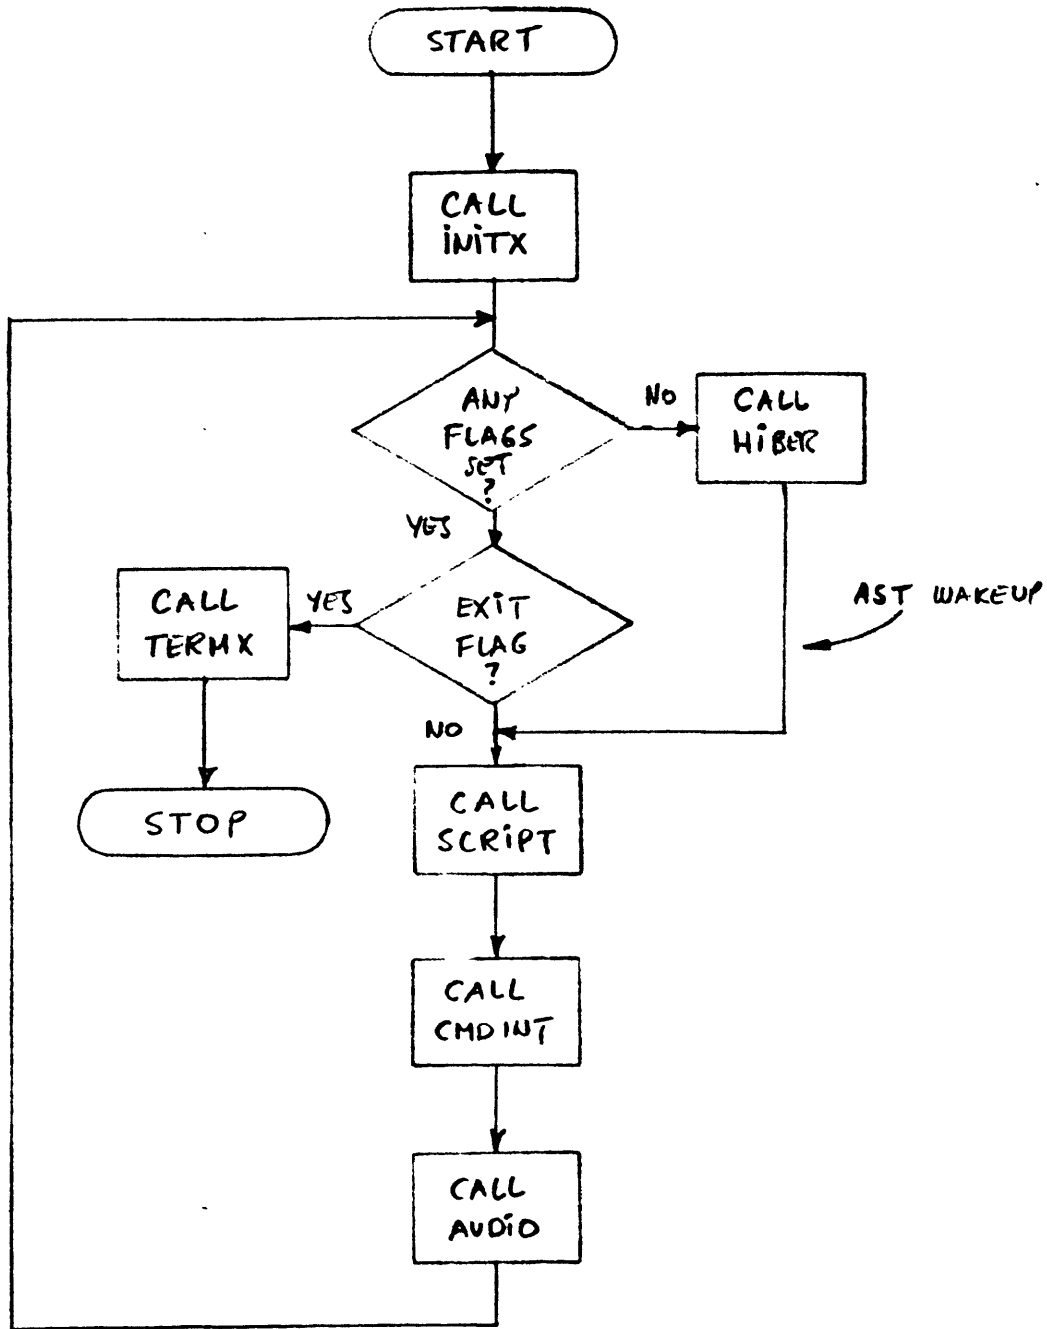 START
CALL
INITX
ANY
FLAGS
SET
?
NO
CALL
HIBER
YES
EXIT
FLAG
?
YES
CALL
TERMX
AST WAKEUP
NO
STOP
CALL
SCRIPT
CALL
CMDINT
CALL
AUDIO